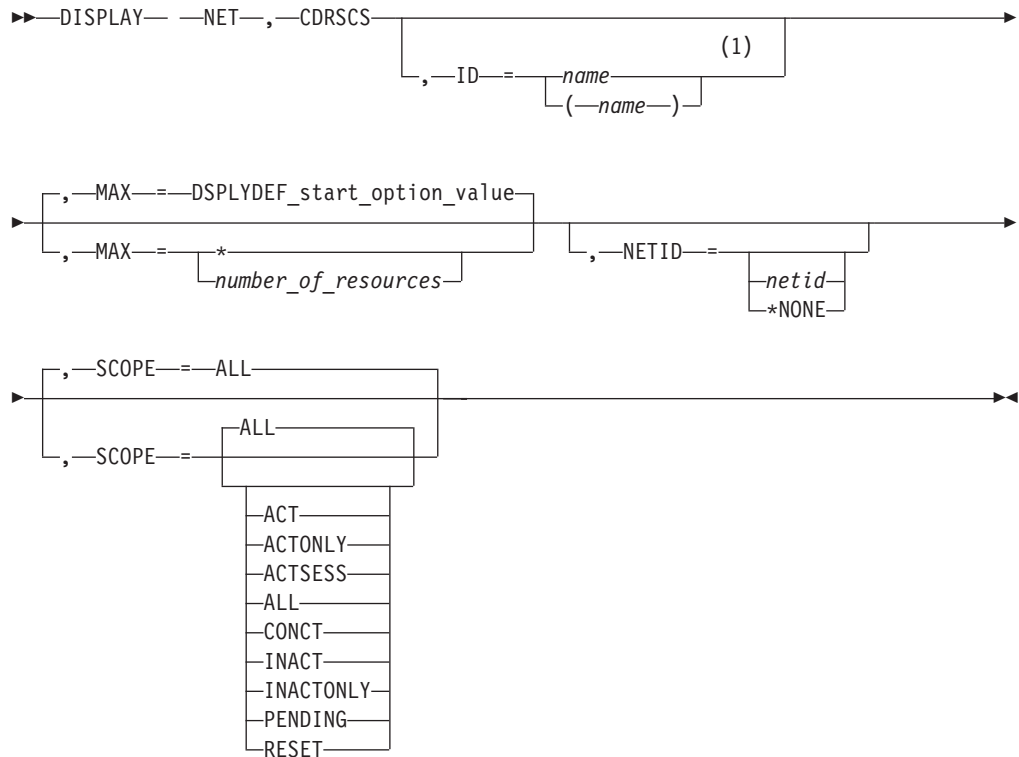 DISPLAY NET , CDRSCS
(1)
, ID = name
( name )
, MAX = DSPLYDEF_start_option_value
, MAX = *
number_of_resources
, NETID =
netid
*NONE
, SCOPE = ALL
ALL
, SCOPE =
ACT
ACTONLY
ACTSESS
ALL
CONCT
INACT
INACTONLY
PENDING
RESET